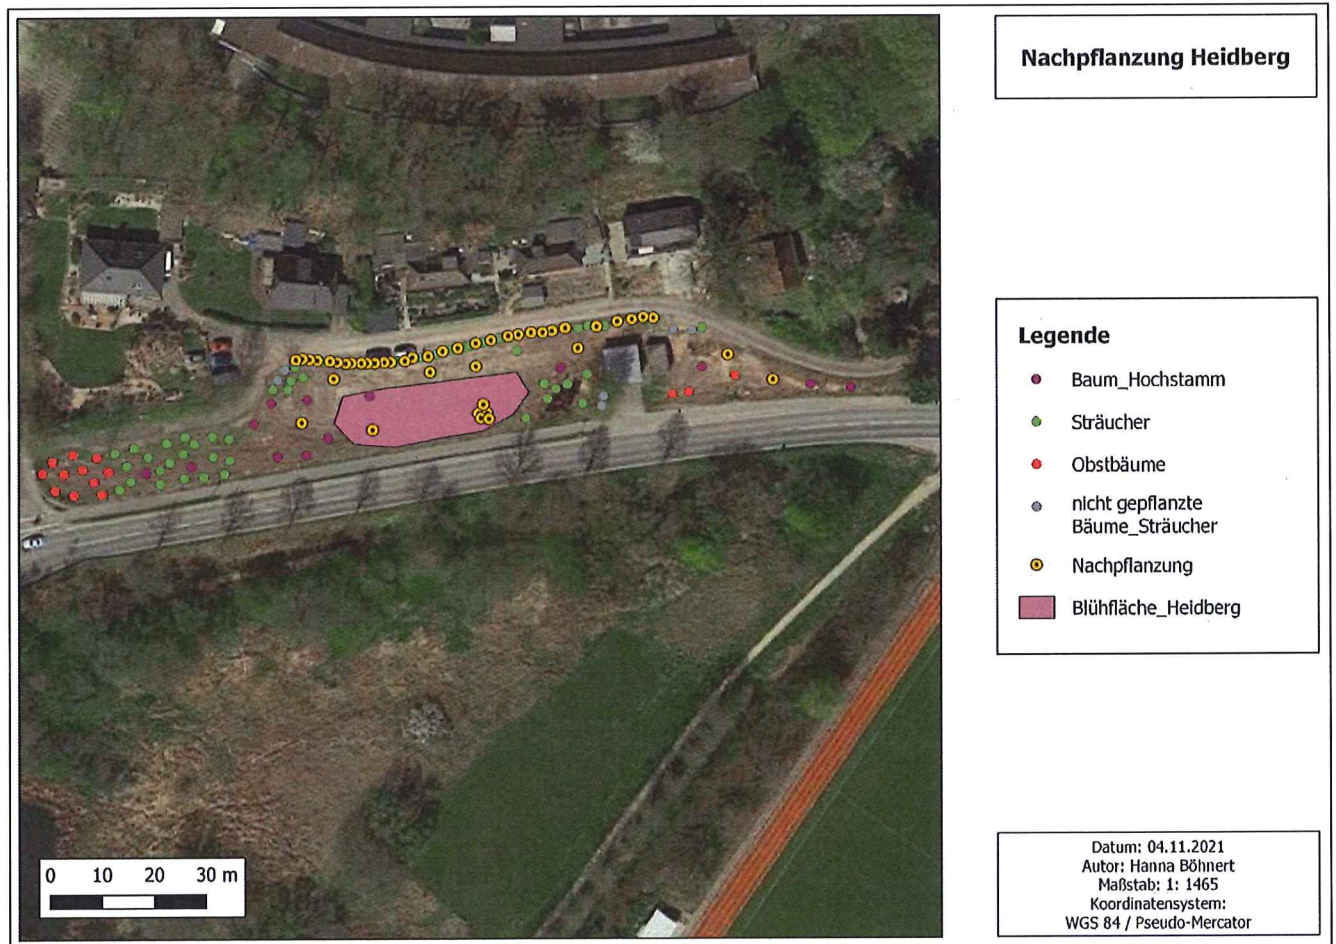 Nachpflanzung Heidberg
Legende
Baum_Hochstamm
Sträucher
Obstbäume
nicht gepflanzte
Bäume_Sträucher
Nachpflanzung
Blühfläche_Heidberg
0 10 20 30 m
Datum: 04.11.2021
Autor: Hanna Böhnert
Maßstab: 1: 1465
Koordinatensystem:
WGS 84 / Pseudo-Mercator